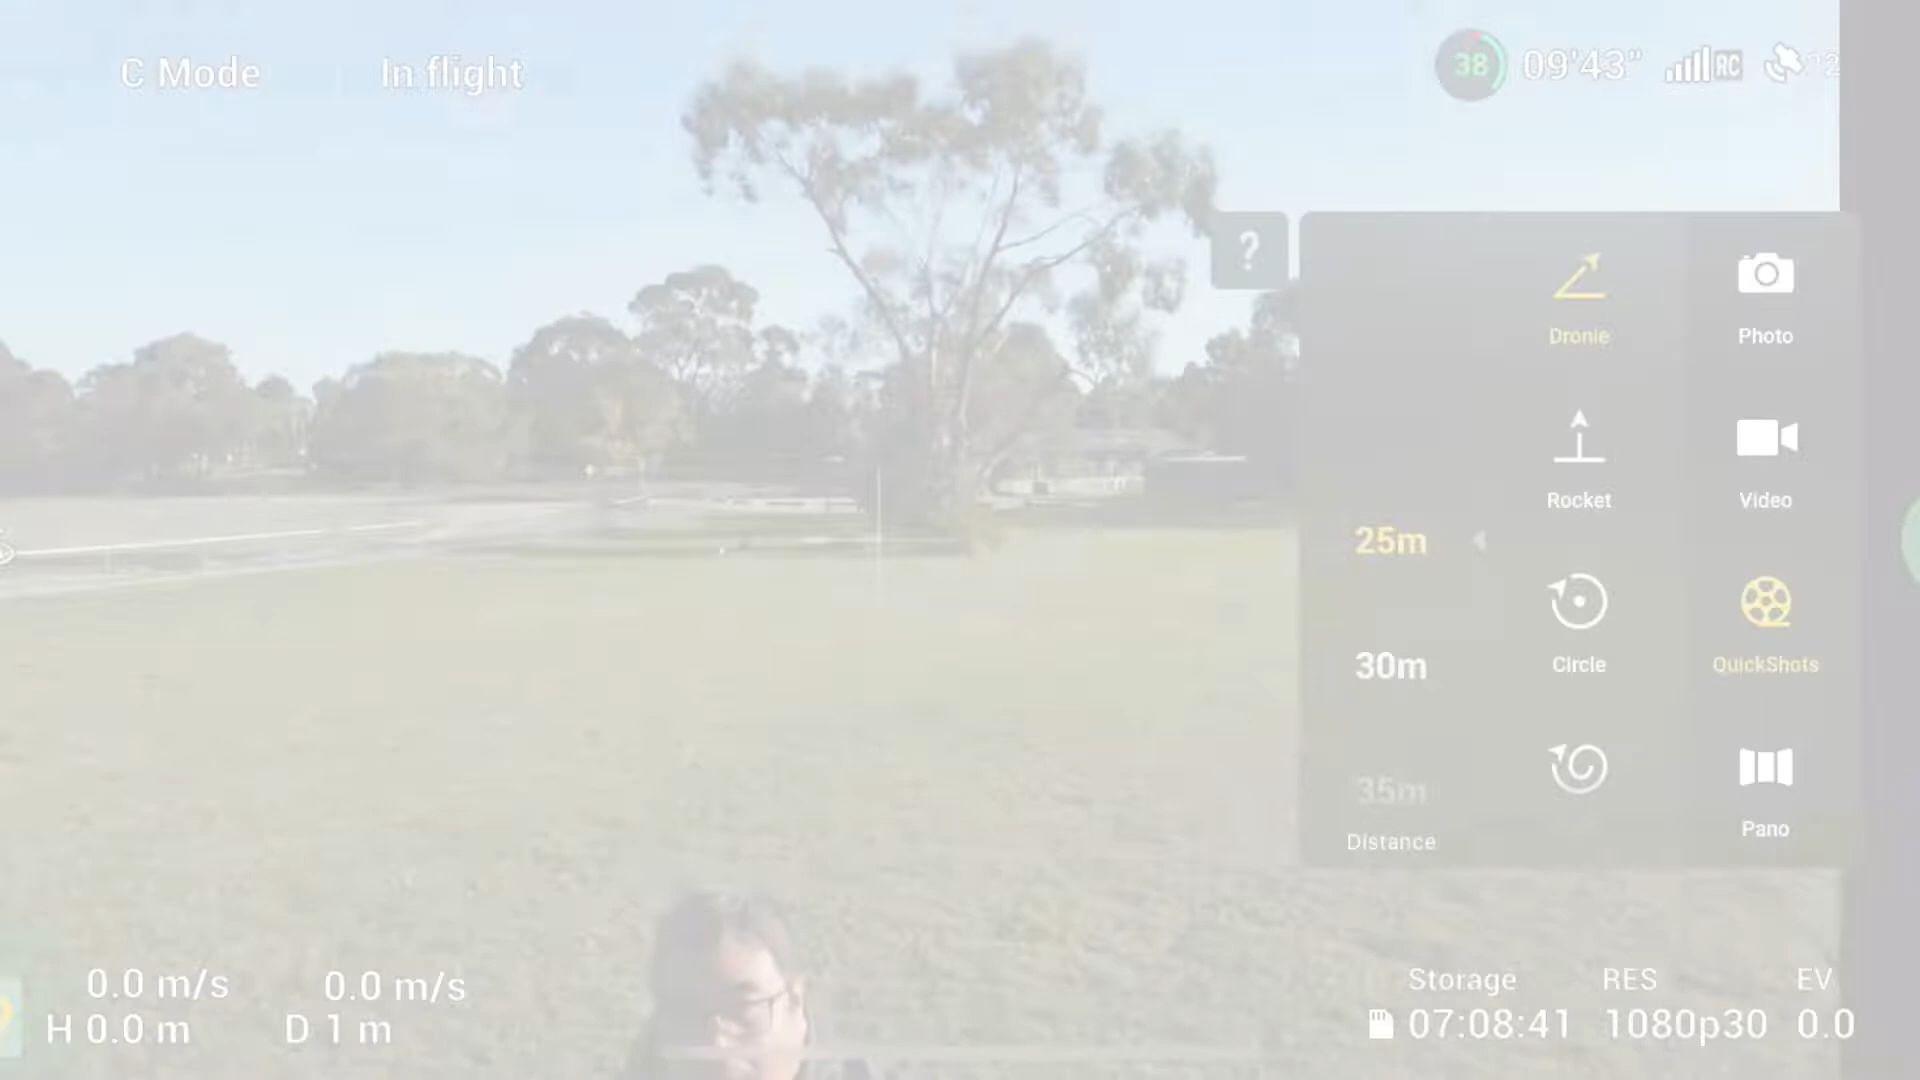 C Mode In flight 38 09'43" RC
?
Dronie Photo
Rocket Video
25m
30m
Circle QuickShots
35m
Distance
Pano
0.0 m/s 0.0 m/s
H 0.0 m D 1 m
Storage RES EV
07:08:41 1080p30 0.0